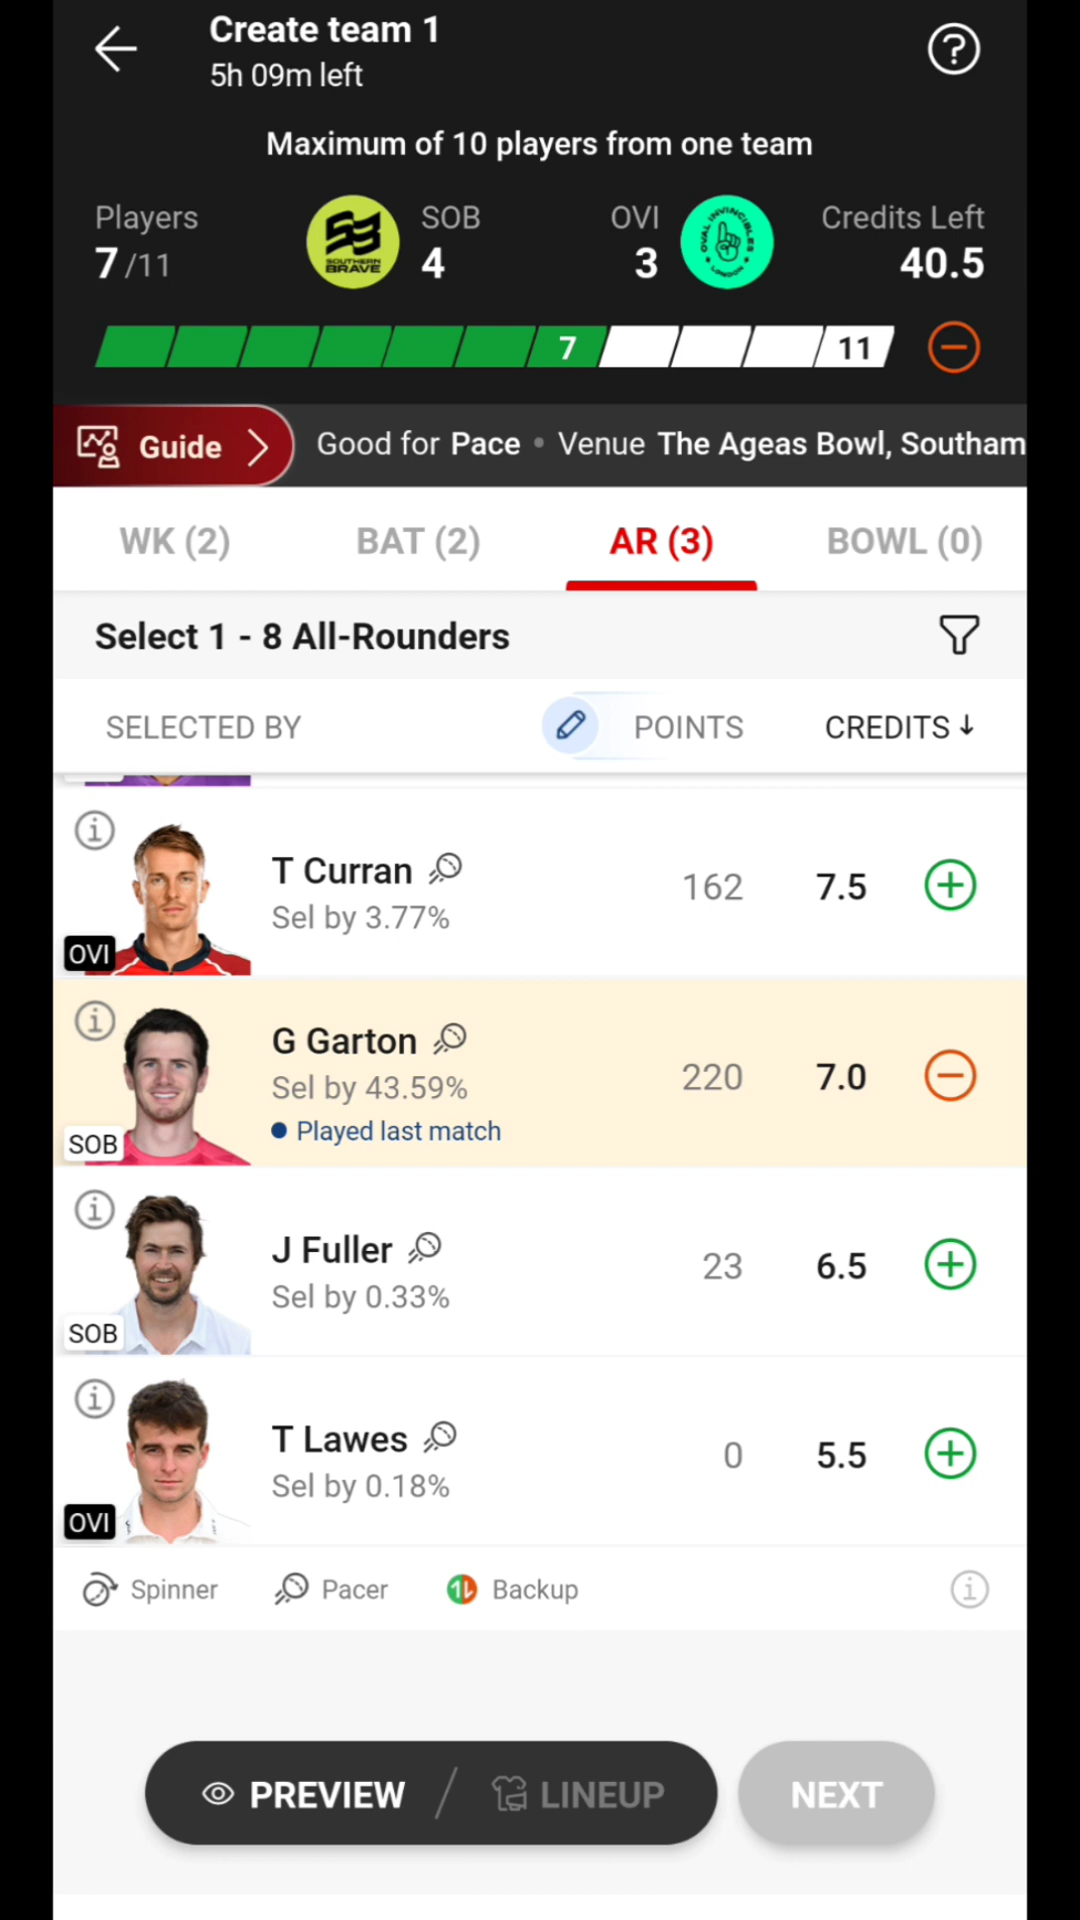 Create team 1
5h 09m left
Maximum of 10 players from one team
Players
7/11
SOUTHERN
BRAVE
SOB
4
OVI
3
OVAL INVINCIBLES
LONDON
Credits Left
40.5
7
11
Guide
Good for Pace • Venue The Ageas Bowl, Southam
WK (2)
BAT (2)
AR (3)
BOWL (0)
Select 1 - 8 All-Rounders
SELECTED BY
POINTS
CREDITS ↓
T Curran
Sel by 3.77%
OVI
162
7.5
G Garton
Sel by 43.59%
Played last match
SOB
220
7.0
J Fuller
Sel by 0.33%
SOB
23
6.5
T Lawes
Sel by 0.18%
OVI
0
5.5
Spinner
Pacer
Backup
PREVIEW / LINEUP
NEXT